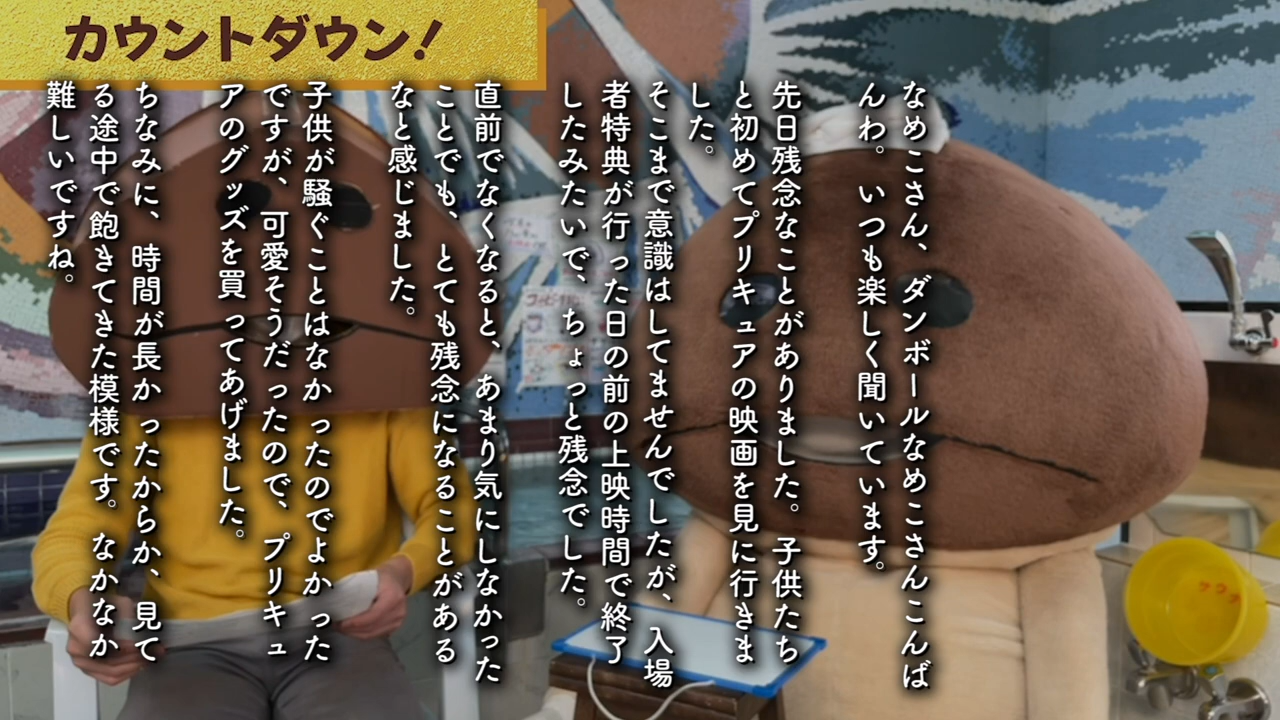 カウントダウン!
なめこさん、ダンボールなめこさんこんば
んわ。いつも楽しく聞いています。
先日残念なことがありました。子供たち
と初めてプリキュアの映画を見に行きま
した。
そこまで意識はしてませんでしたが、入場
者特典が行った日の前の上映時間で終了
したみたいで、ちょっと残念でした。
直前でなくなると、あまり気にしなかった
ことでも、とても残念になることがある
なと感じました。
子供が騒ぐことはなかったのでよかった
ですが、可愛そうだったので、プリキュ
アのグッズを買ってあげました。
ちなみに、時間が長かったからか、見て
る途中で飽きてきた模様です。なかなか
難しいですね。